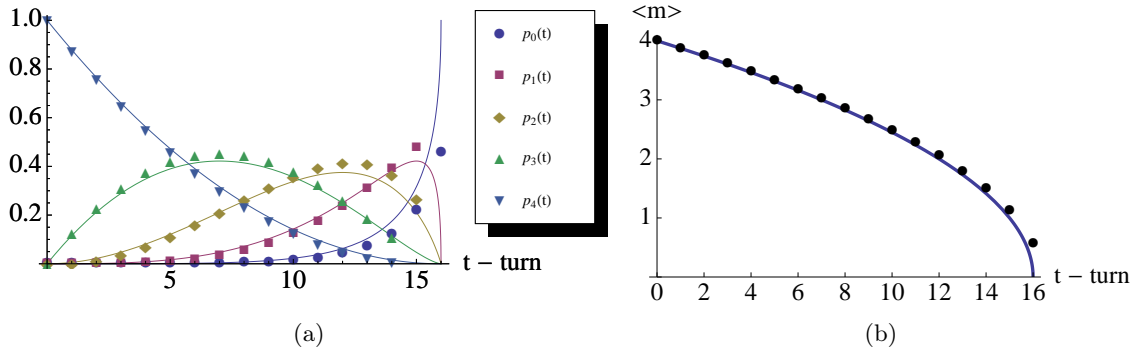 1.0
0.8
0.6
0.4
0.2
5
10
15
t − turn
p₀(t)
p₁(t)
p₂(t)
p₃(t)
p₄(t)
(a)
<m>
4
3
2
1
0 2 4 6 8 10 12 14 16
t − turn
(b)